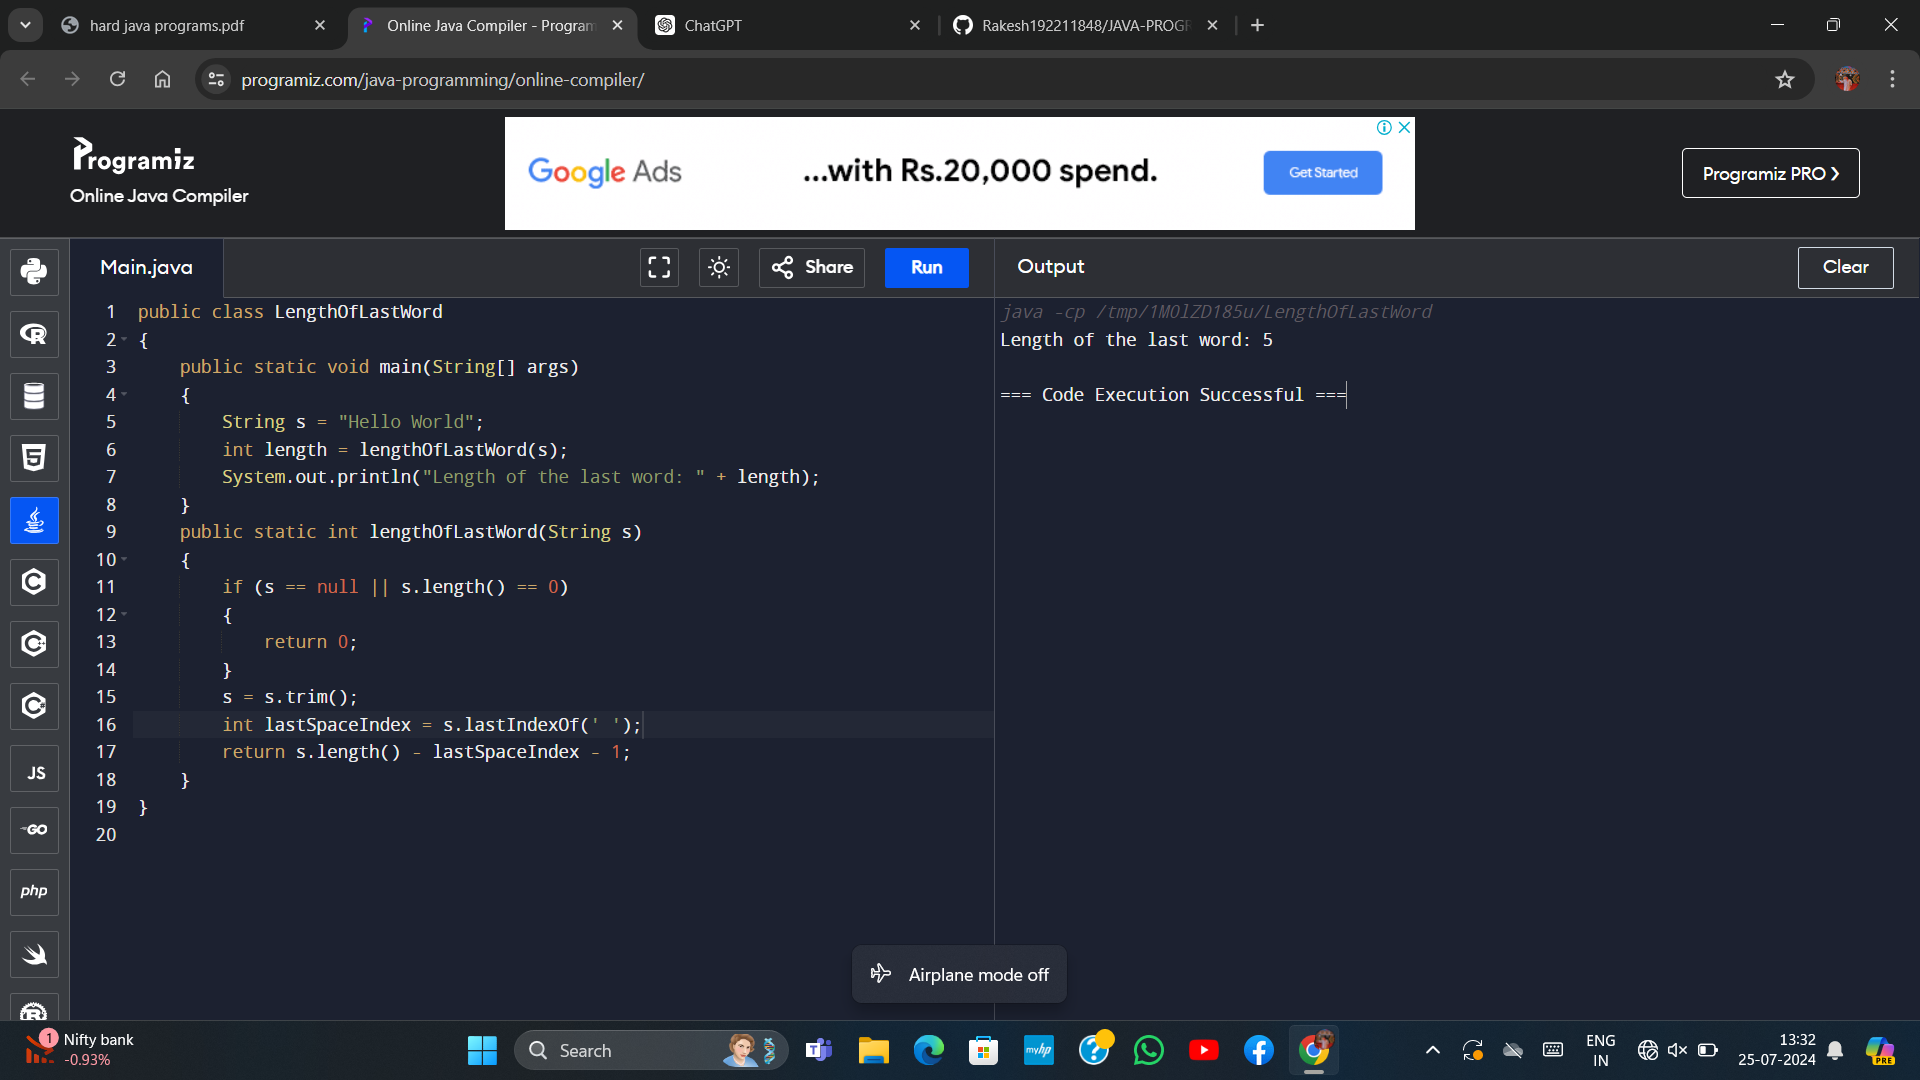 hard java programs.pdf
Online Java Compiler - Program
ChatGPT
Rakesh192211848/JAVA-PROGR
programiz.com/java-programming/online-compiler/
Programiz
Online Java Compiler
Google Ads
...with Rs.20,000 spend.
Get Started
Programiz PRO
Main.java
Share
Run
Output
Clear
1 public class LengthOfLastWord
2 {
3 public static void main(String[] args)
4 {
5 String s = "Hello World";
6 int length = lengthOfLastWord(s);
7 System.out.println("Length of the last word: " + length);
8 }
9 public static int lengthOfLastWord(String s)
10 {
11 if (s == null || s.length() == 0)
12 {
13 return 0;
14 }
15 s = s.trim();
16 int lastSpaceIndex = s.lastIndexOf(' ');
17 return s.length() - lastSpaceIndex - 1;
18 }
19 }
20
java -cp /tmp/1MOlZD185u/LengthOfLastWord
Length of the last word: 5
=== Code Execution Successful ===
JS
GO
php
Airplane mode off
1
Nifty bank
-0.93%
Search
myhp
ENG
IN
13:32
25-07-2024
PRE